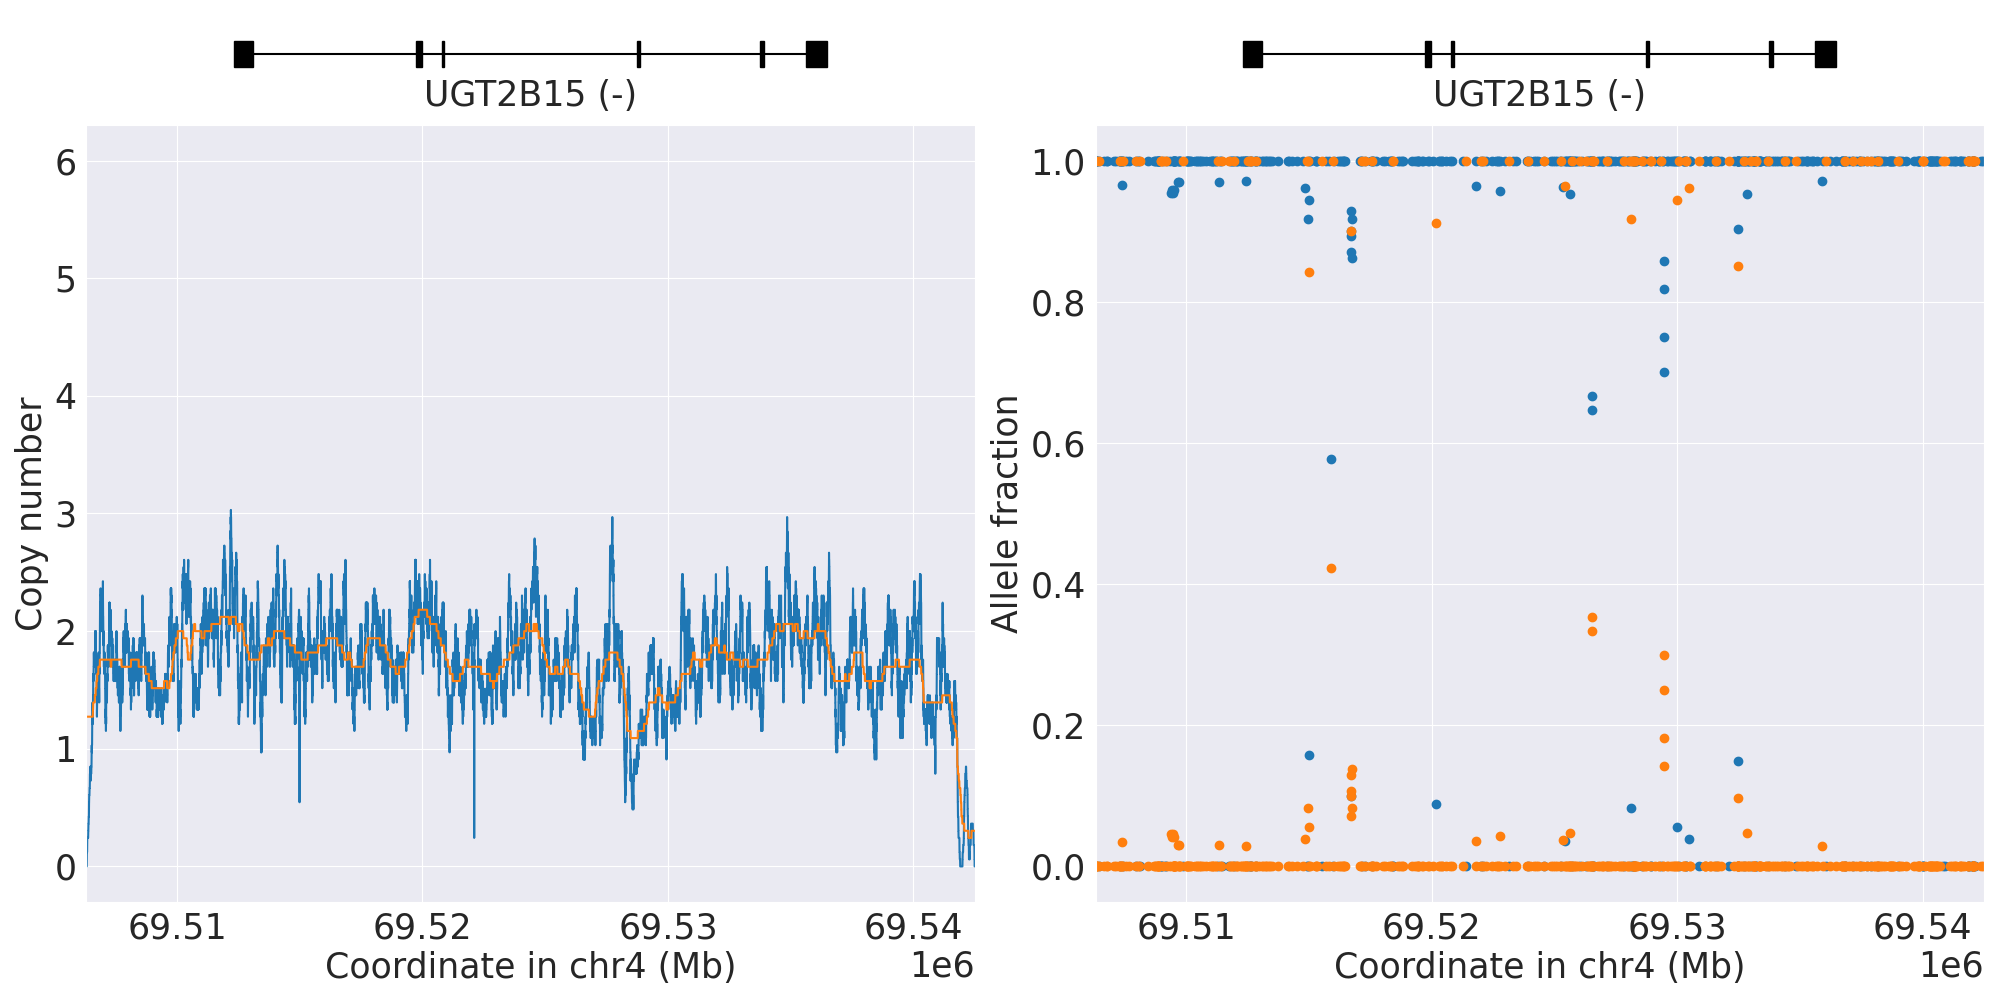 UGT2B15 (-)
6
5
4
3
2
1
0
Copy number
69.51 69.52 69.53 69.54
Coordinate in chr4 (Mb)
1e6
UGT2B15 (-)
1.0
0.8
0.6
0.4
0.2
0.0
Allele fraction
69.51 69.52 69.53 69.54
Coordinate in chr4 (Mb)
1e6